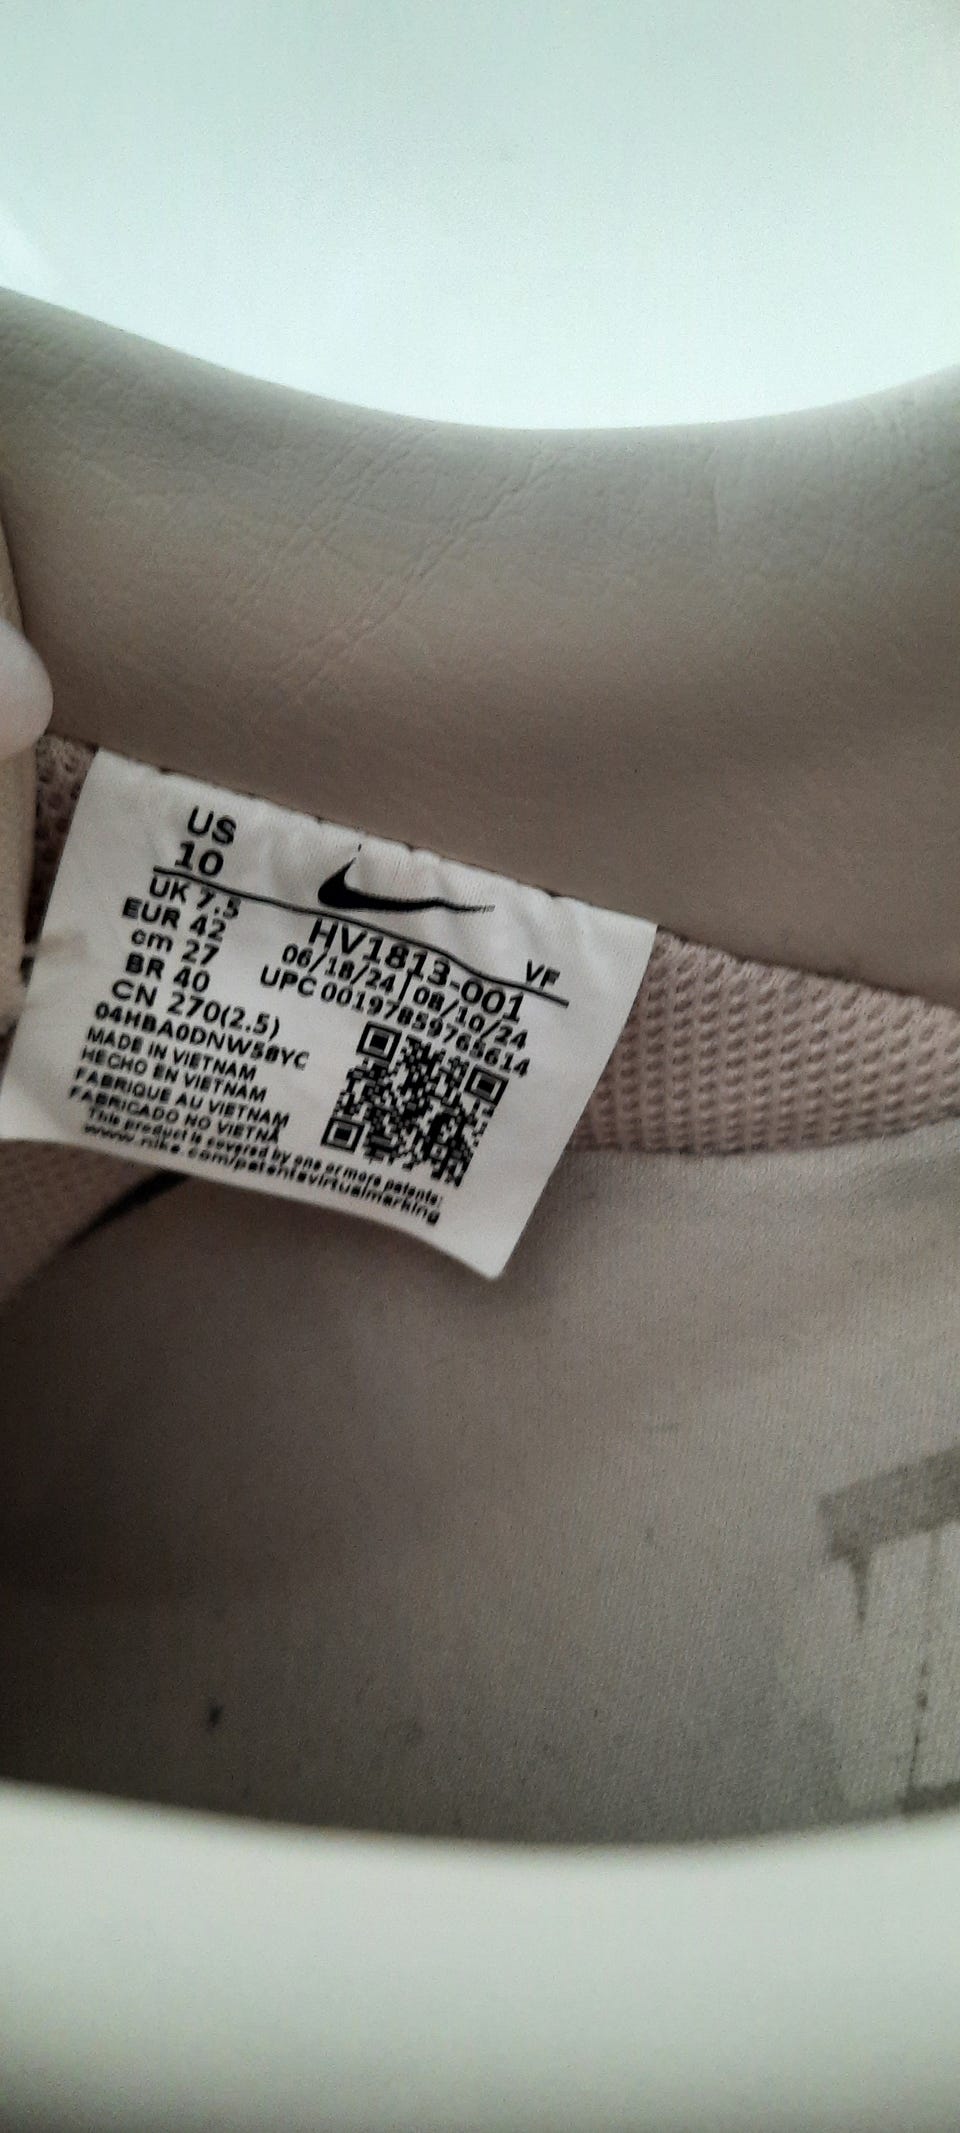 US
10
UK 7.5
EUR 42
cm 27
BR 40
CN 270(2.5)
04HBA0DNW5BYC
MADE IN VIETNAM
HECHO EN VIETNAM
FABRIQUE AU VIETNAM
FABRICADO NO VIETNÃ
This product is covered by one or more patents:
www.nike.com/patentsvirtualmarking
VF
HV1813-001
06/18/24|08/10/24
UPC 00197859765614